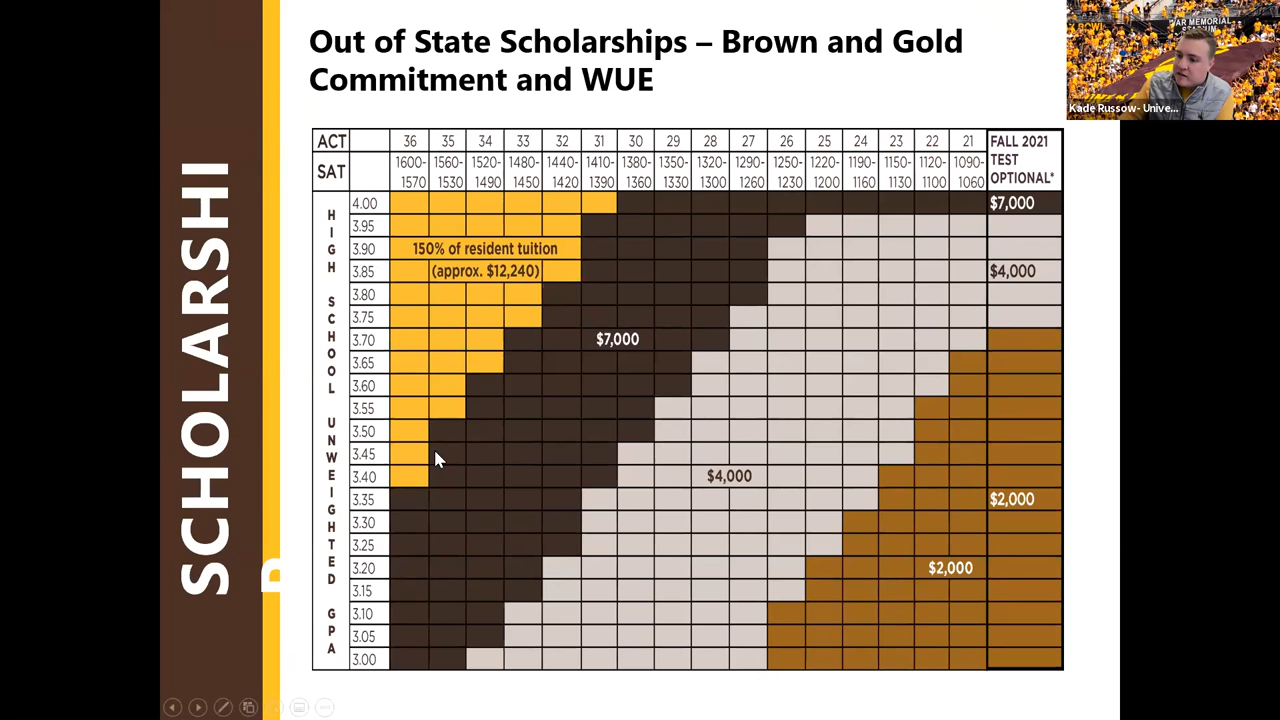 Out of State Scholarships – Brown and Gold
Commitment and WUE
AR MEMORIAL
STADIUM
Kade Russow- Unive...
SCHOLARSHI
P
ACT 36 35 34 33 32 31 30 29 28 27 26 25 24 23 22 21 FALL 2021 TEST OPTIONAL*
SAT 1600-1570 1560-1530 1520-1490 1480-1450 1440-1420 1410-1390 1380-1360 1350-1330 1320-1300 1290-1260 1250-1230 1220-1200 1190-1160 1150-1130 1120-1100 1090-1060
HIGH SCHOOL UNWEIGHTED GPA
4.00 $7,000
3.95
3.90 150% of resident tuition
3.85 (approx. $12,240) $4,000
3.80
3.75
3.70 $7,000
3.65
3.60
3.55
3.50
3.45
3.40 $4,000
3.35 $2,000
3.30
3.25
3.20 $2,000
3.15
3.10
3.05
3.00